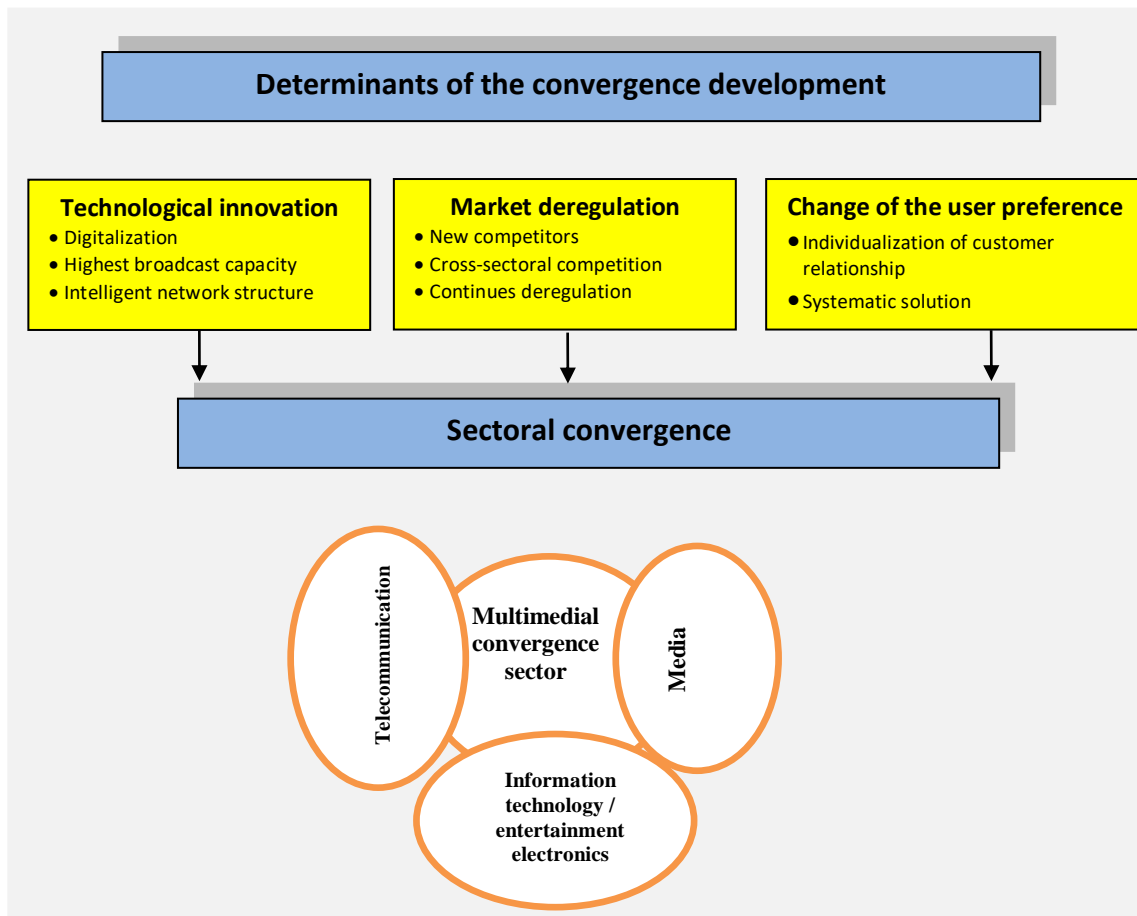 Determinants of the convergence development
Technological innovation
• Digitalization
• Highest broadcast capacity
• Intelligent network structure
Market deregulation
• New competitors
• Cross-sectoral competition
• Continues deregulation
Change of the user preference
• Individualization of customer
relationship
• Systematic solution
Sectoral convergence
Telecommunication
Multimedial
convergence
sector
Media
Information
technology /
entertainment
electronics